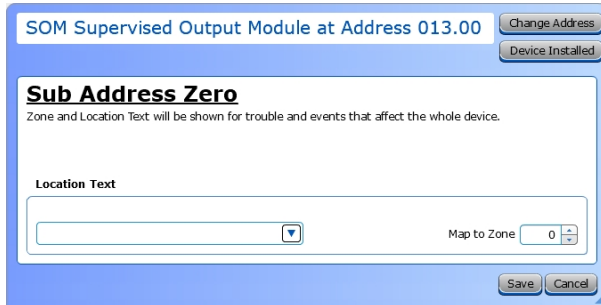 SOM Supervised Output Module at Address 013.00
Change Address
Device Installed
Sub Address Zero
Zone and Location Text will be shown for trouble and events that affect the whole device.
Location Text
Map to Zone 0
Save Cancel